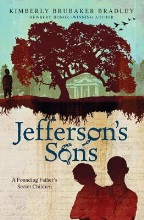 KIMBERLY BRUBAKER BRADLEY
NEWBERY HONOR-WINNING AUTHOR
Jefferson's
Sons
A Founding Father's
Secret Children